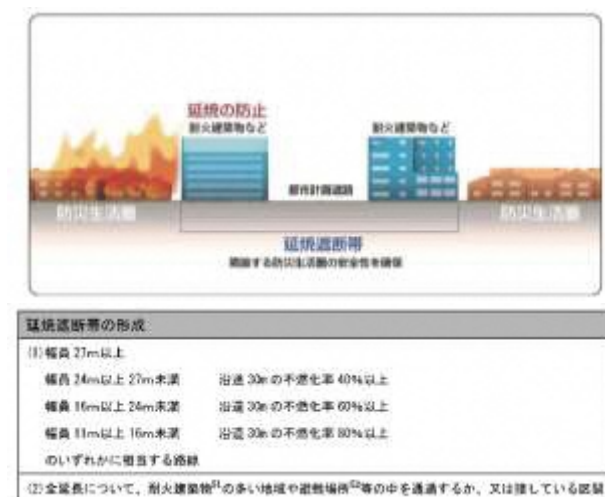 延焼の防止
耐火建築物など
耐火建築物など
都市計画道路
防災生活圏
防災生活圏
延焼遮断帯
隣接する防災生活圏の安全性を確保
延焼遮断帯の形成
(1)幅員 27m以上
幅員 24m以上 27m未満 沿道 30m の不燃化率 40%以上
幅員 16m以上 24m未満 沿道 30m の不燃化率 60%以上
幅員 11m以上 16m未満 沿道 30m の不燃化率 80%以上
のいずれかに相当する路線
(2)全延長について、耐火建築物の多い地域や避難場所等の中を通過するか、又は接している区間